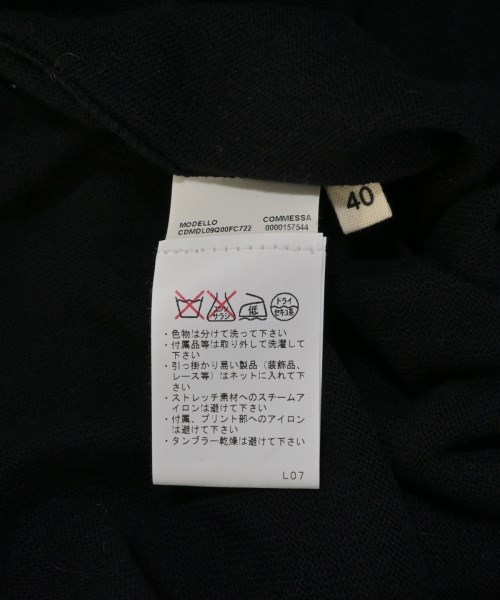 MODELLO COMMESSA
CDMDL09Q00FC722 0000157544
40
エンソ
サラシ
低
ドライ
セキユ系
・色物は分けて洗って下さい
・付属品等は取り外して洗濯して
下さい
・引っ掛かり易い製品（装飾品、
レース等）はネットに入れて下
さい
・ストレッチ素材へのスチームア
イロンは避けて下さい
・付属、プリント部へのアイロン
は避けて下さい
・タンブラー乾燥は避けて下さい
L07